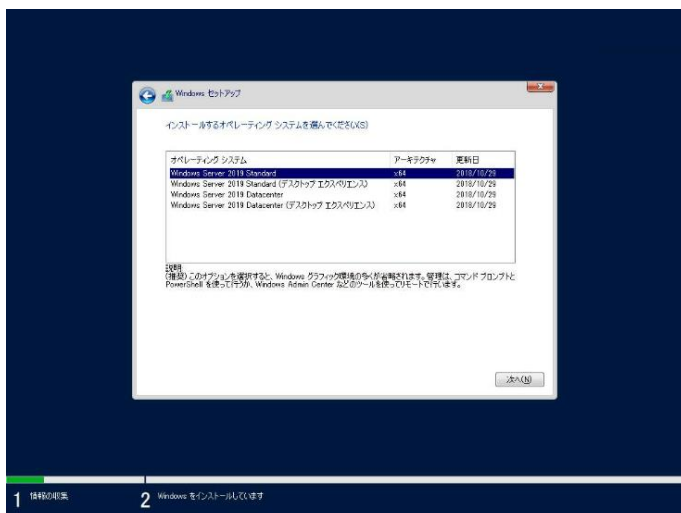 Windows セットアップ
インストールするオペレーティング システムを選んでください(S)
オペレーティング システム アーキテクチャ 更新日
Windows Server 2019 Standard x64 2018/10/29
Windows Server 2019 Standard (デスクトップ エクスペリエンス) x64 2018/10/29
Windows Server 2019 Datacenter x64 2018/10/29
Windows Server 2019 Datacenter (デスクトップ エクスペリエンス) x64 2018/10/29
説明:
(推奨) このオプションを選択すると、Windows グラフィック環境の多くが省略されます。管理は、コマンド プロンプトと
PowerShell を使って行うか、Windows Admin Center などのツールを使ってリモートで行います。
次へ(N)
1 情報の収集
2 Windows をインストールしています